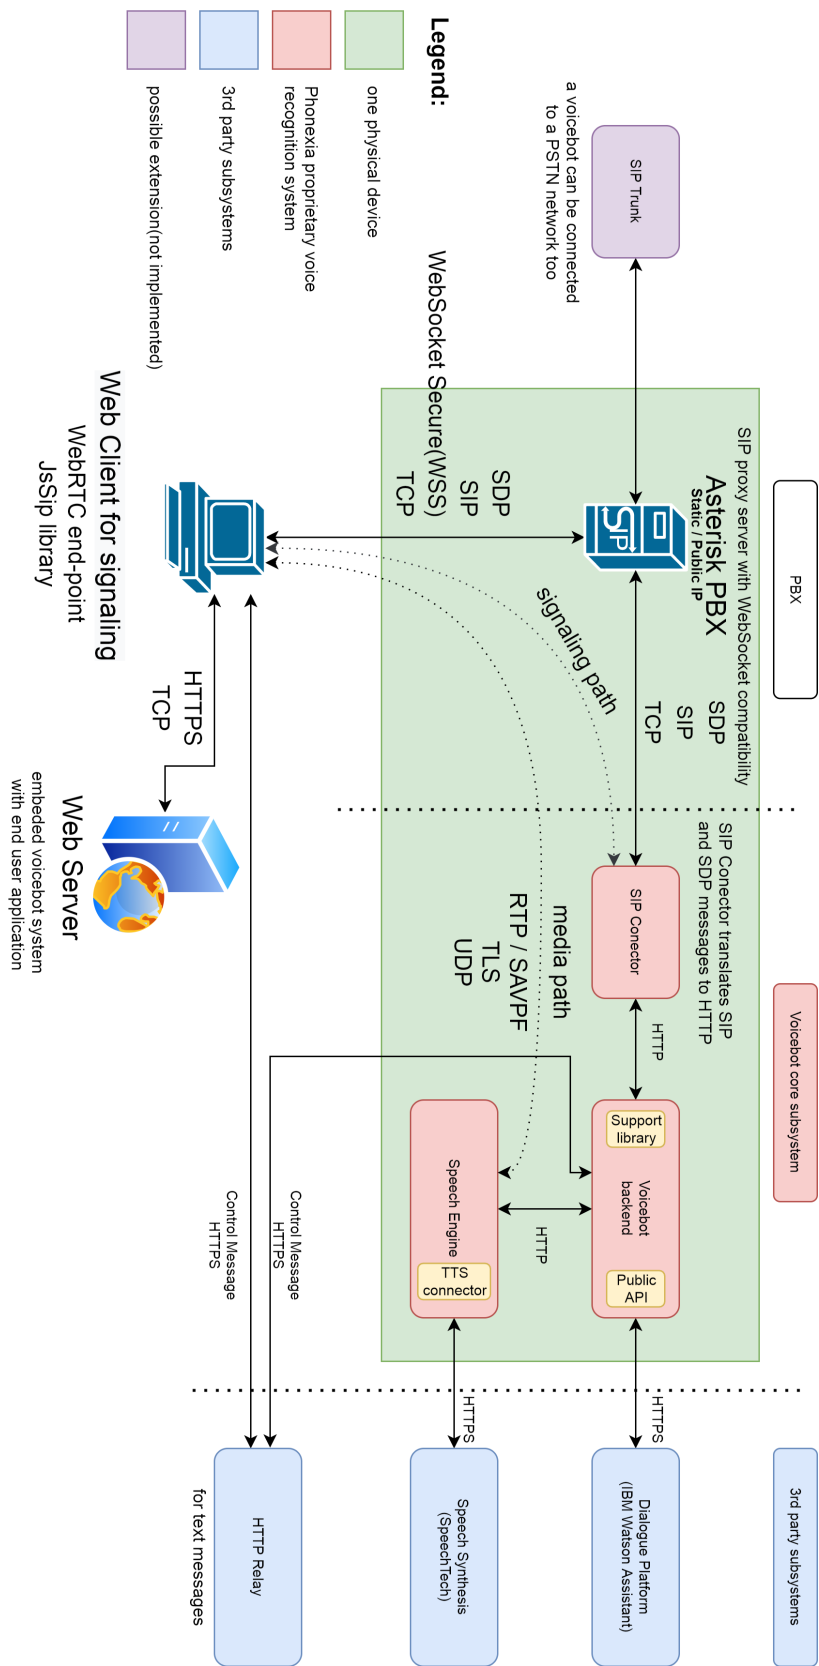 PBX
Voicebot core subsystem
3rd party subsystems
SIP proxy server with WebSocket compatibility
Asterisk PBX
Static / Public IP
SIP
SIP Conector translates SIP
and SDP messages to HTTP
SIP Trunk
a voicebot can be connected
to a PSTN network too
SDP
SIP
TCP
SIP Conector
HTTP
Support
library
Voicebot
backend
Public
API
HTTPS
Dialogue Platform
(IBM Watson Assistant)
signaling path
media path
RTP / SAVPF
TLS
UDP
HTTP
Speech Engine
TTS
connector
HTTPS
Speech Synthesis
(SpeechTech)
SDP
SIP
WebSocket Secure(WSS)
TCP
Control Message
HTTPS
Control Message
HTTPS
HTTP Relay
for text messages
HTTPS
TCP
Web Client for signaling
WebRTC end-point
JsSip library
Web Server
embeded voicebot system
with end user application
Legend:
one physical device
Phonexia proprietary voice
recognition system
3rd party subsystems
possible extension(not implemented)